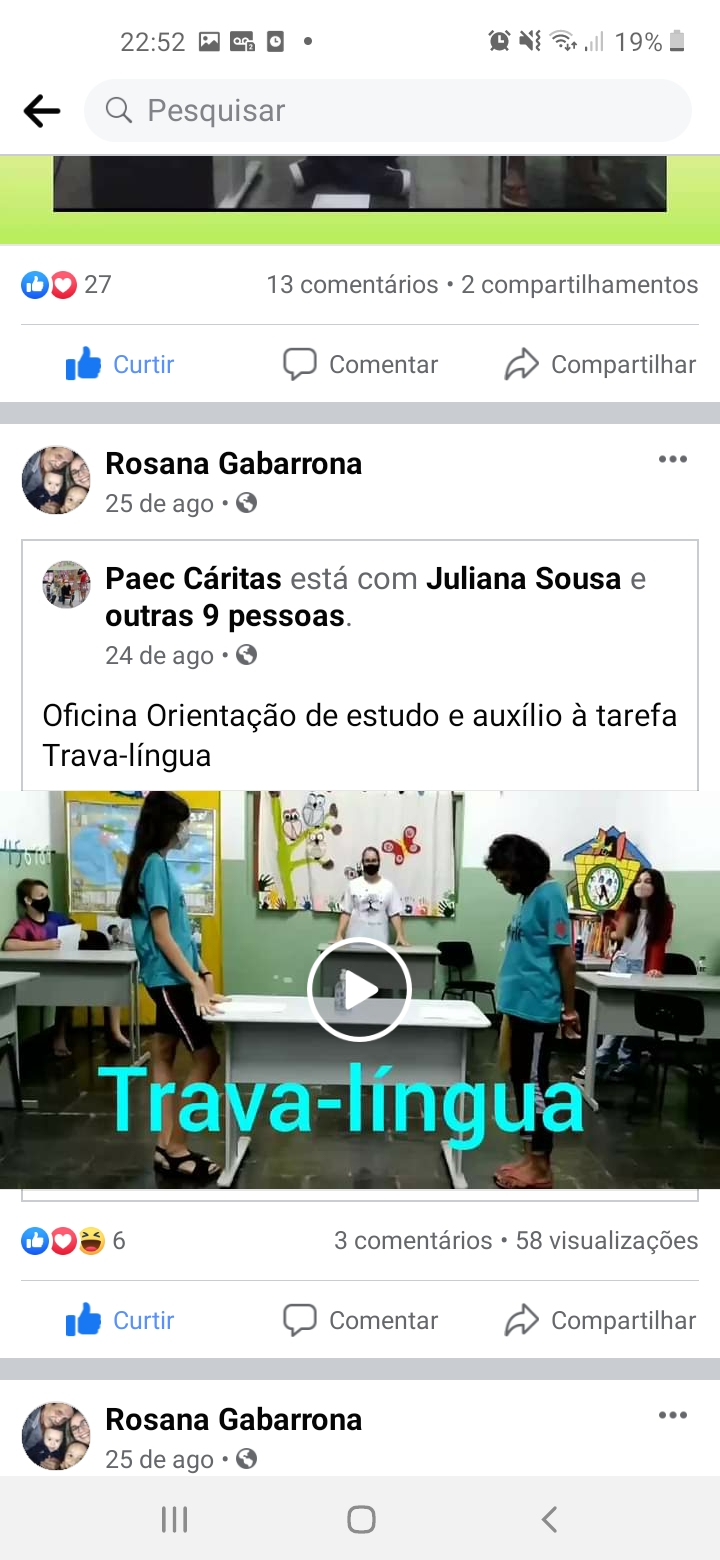 22:52
19%
Pesquisar
27
13 comentários • 2 compartilhamentos
Curtir
Comentar
Compartilhar
Rosana Gabarrona
25 de ago •
Paec Cáritas está com Juliana Sousa e
outras 9 pessoas.
24 de ago •
Oficina Orientação de estudo e auxílio à tarefa
Trava-língua
Trava-língua
6
3 comentários • 58 visualizações
Curtir
Comentar
Compartilhar
Rosana Gabarrona
25 de ago •